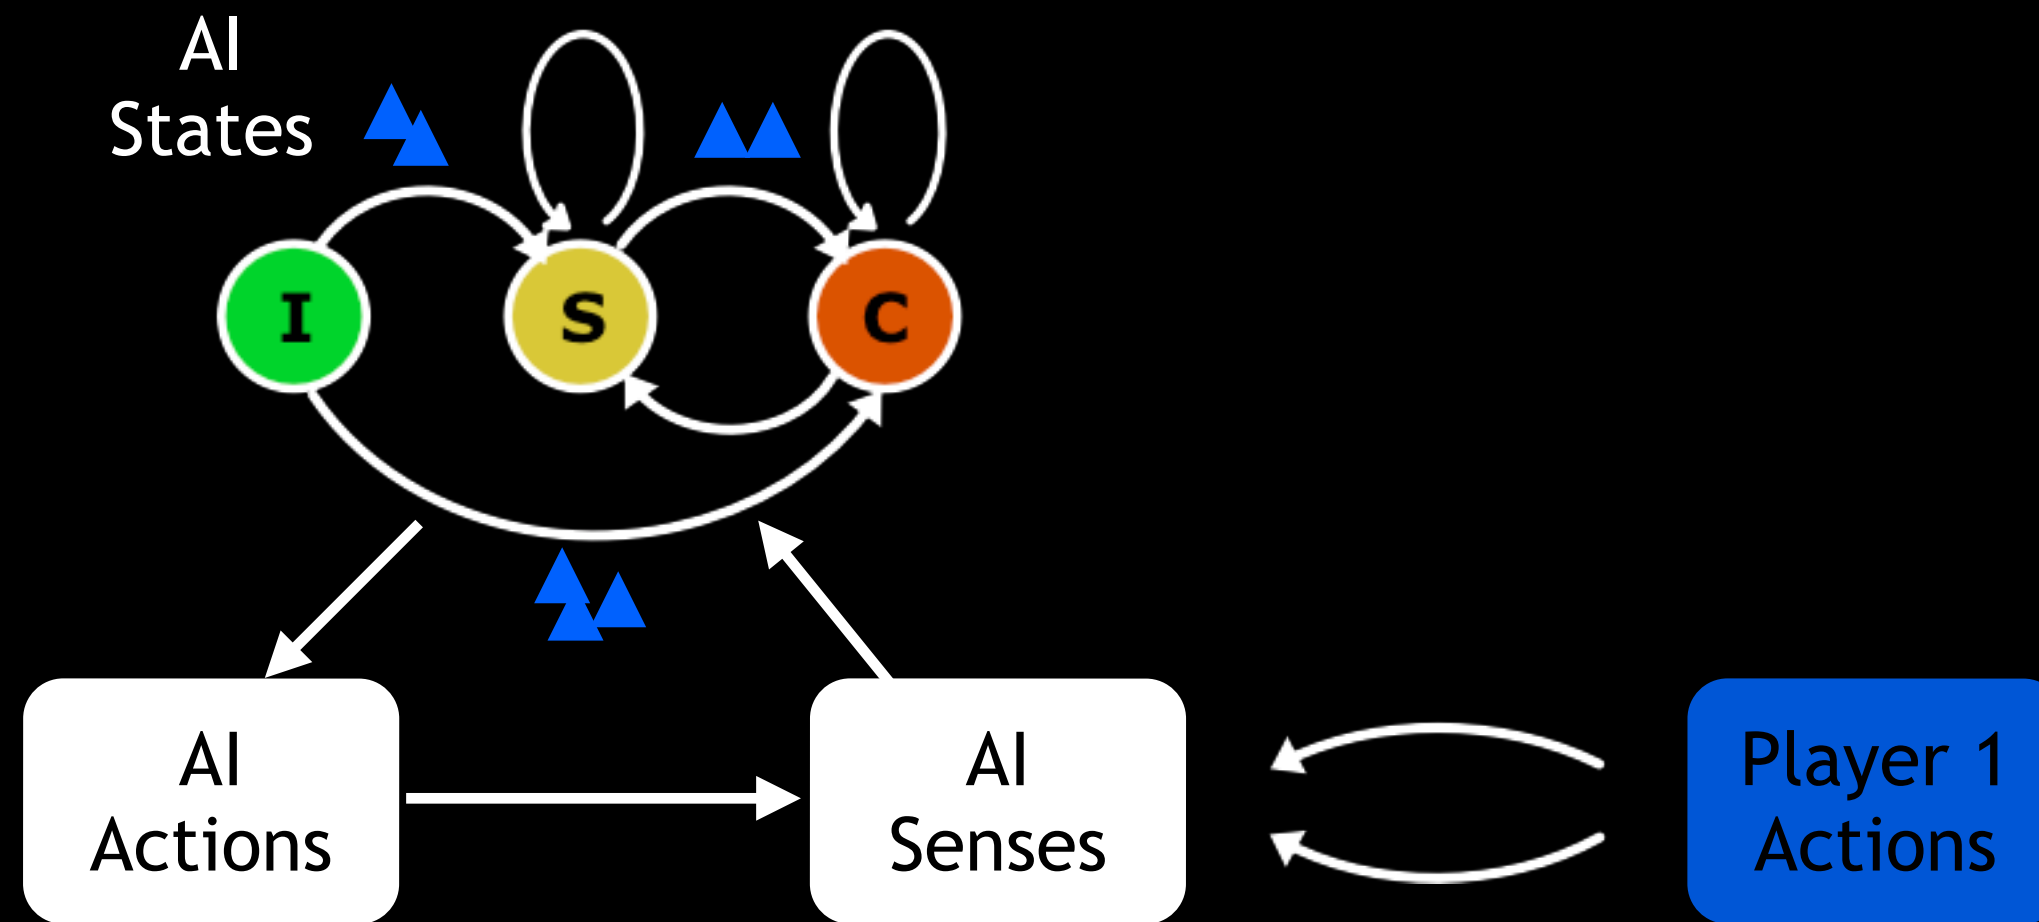 AI
States
I
S
C
AI
Actions
AI
Senses
Player 1
Actions